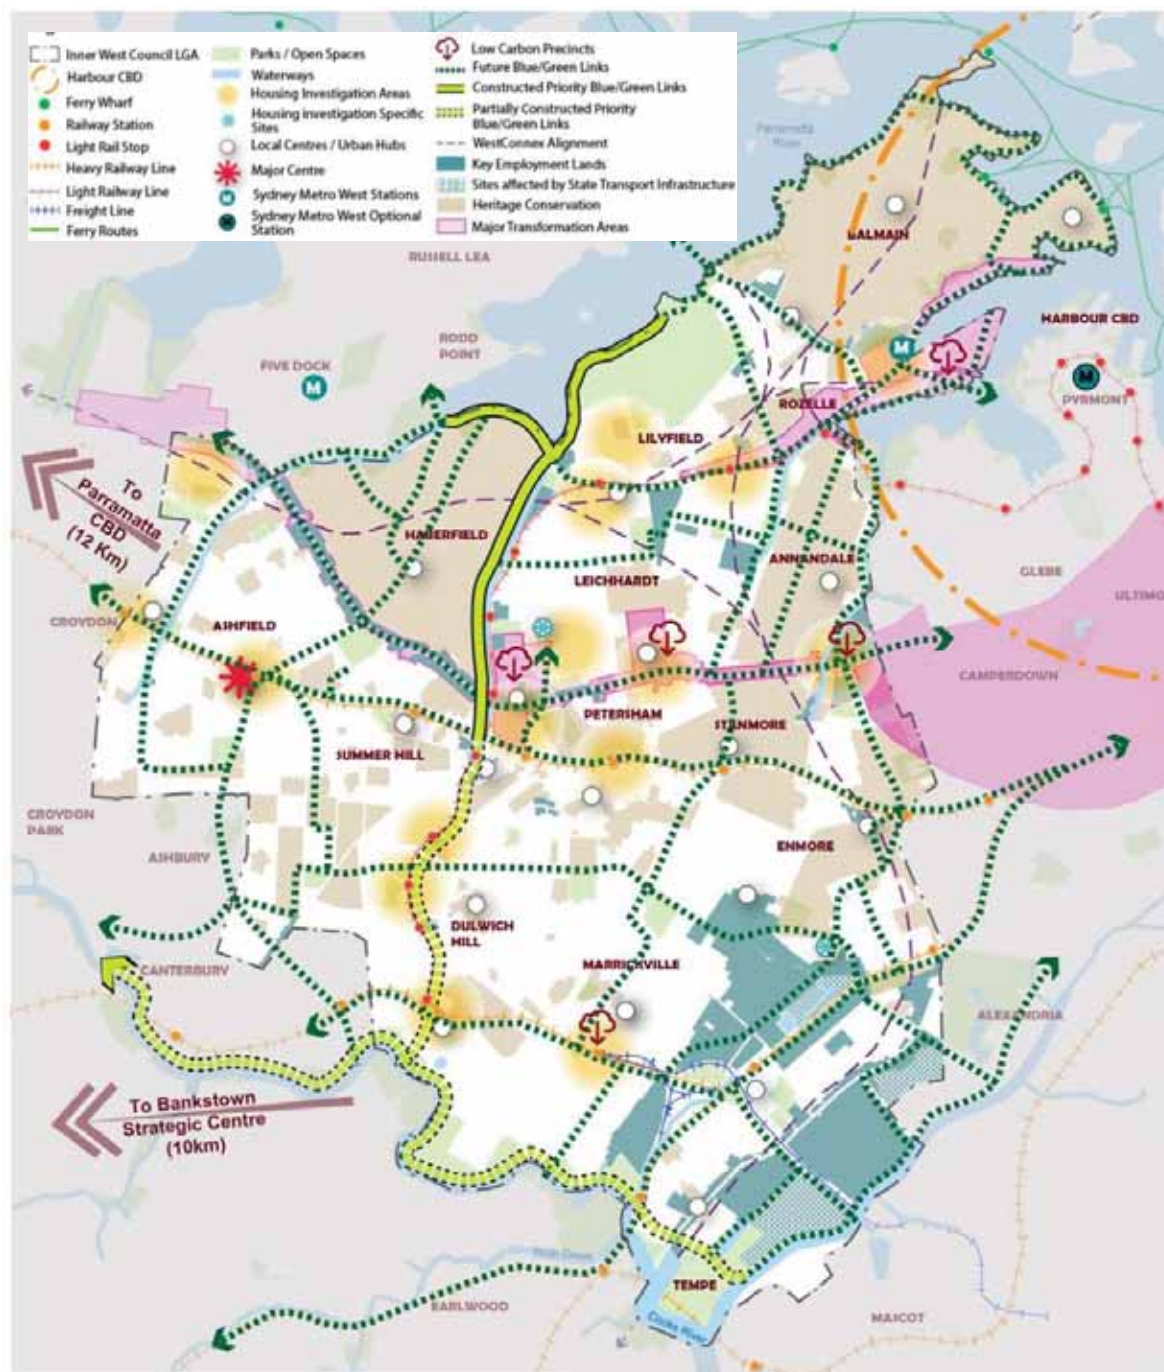 Inner West Council LGA
Harbour CBD
Ferry Wharf
Railway Station
Light Rail Stop
Heavy Railway Line
Light Railway Line
Freight Line
Ferry Routes
Parks / Open Spaces
Waterways
Housing Investigation Areas
Housing investigation Specific
Sites
Local Centres / Urban Hubs
Major Centre
Sydney Metro West Stations
Sydney Metro West Optional
Station
Low Carbon Precincts
Future Blue/Green Links
Constructed Priority Blue/Green Links
Partially Constructed Priority
Blue/Green Links
WestConnex Alignment
Key Employment Lands
Sites affected by State Transport Infrastructure
Heritage Conservation
Major Transformation Areas
M
M
Parramatta
River
BALMAIN
RUSSELL LEA
HARBOUR CBD
RODD
POINT
FIVE DOCK
M
M
M
PYRMONT
ROZELLE
LILYFIELD
To
Parramatta
CBD
(12 Km)
HABERFIELD
ANNANDALE
LEICHHARDT
GLEBE
ULTIMO
CROYDON
ASHFIELD
CAMPERDOWN
PETERSHAM
STANMORE
SUMMER HILL
CROYDON
PARK
ASHBURY
ENMORE
DULWICH
HILL
MARRICKVILLE
CANTERBURY
ALEXANDRIA
To Bankstown
Strategic Centre
(10km)
TEMPE
EARLWOOD
Cooks River
MASCOT